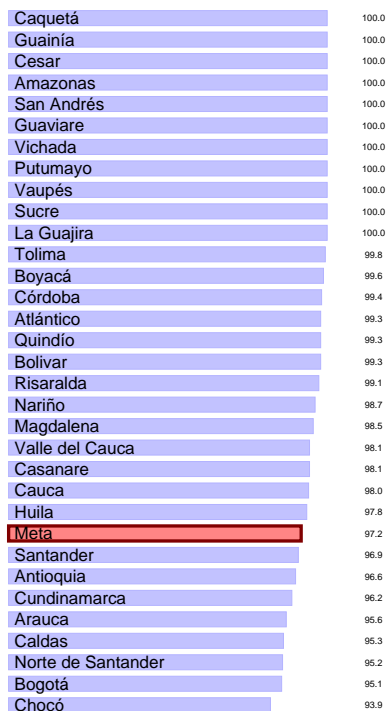 Caquetá 100.0
Guainía 100.0
Cesar 100.0
Amazonas 100.0
San Andrés 100.0
Guaviare 100.0
Vichada 100.0
Putumayo 100.0
Vaupés 100.0
Sucre 100.0
La Guajira 100.0
Tolima 99.8
Boyacá 99.6
Córdoba 99.4
Atlántico 99.3
Quindío 99.3
Bolivar 99.3
Risaralda 99.1
Nariño 98.7
Magdalena 98.5
Valle del Cauca 98.1
Casanare 98.1
Cauca 98.0
Huila 97.8
Meta 97.2
Santander 96.9
Antioquia 96.6
Cundinamarca 96.2
Arauca 95.6
Caldas 95.3
Norte de Santander 95.2
Bogotá 95.1
Chocó 93.9